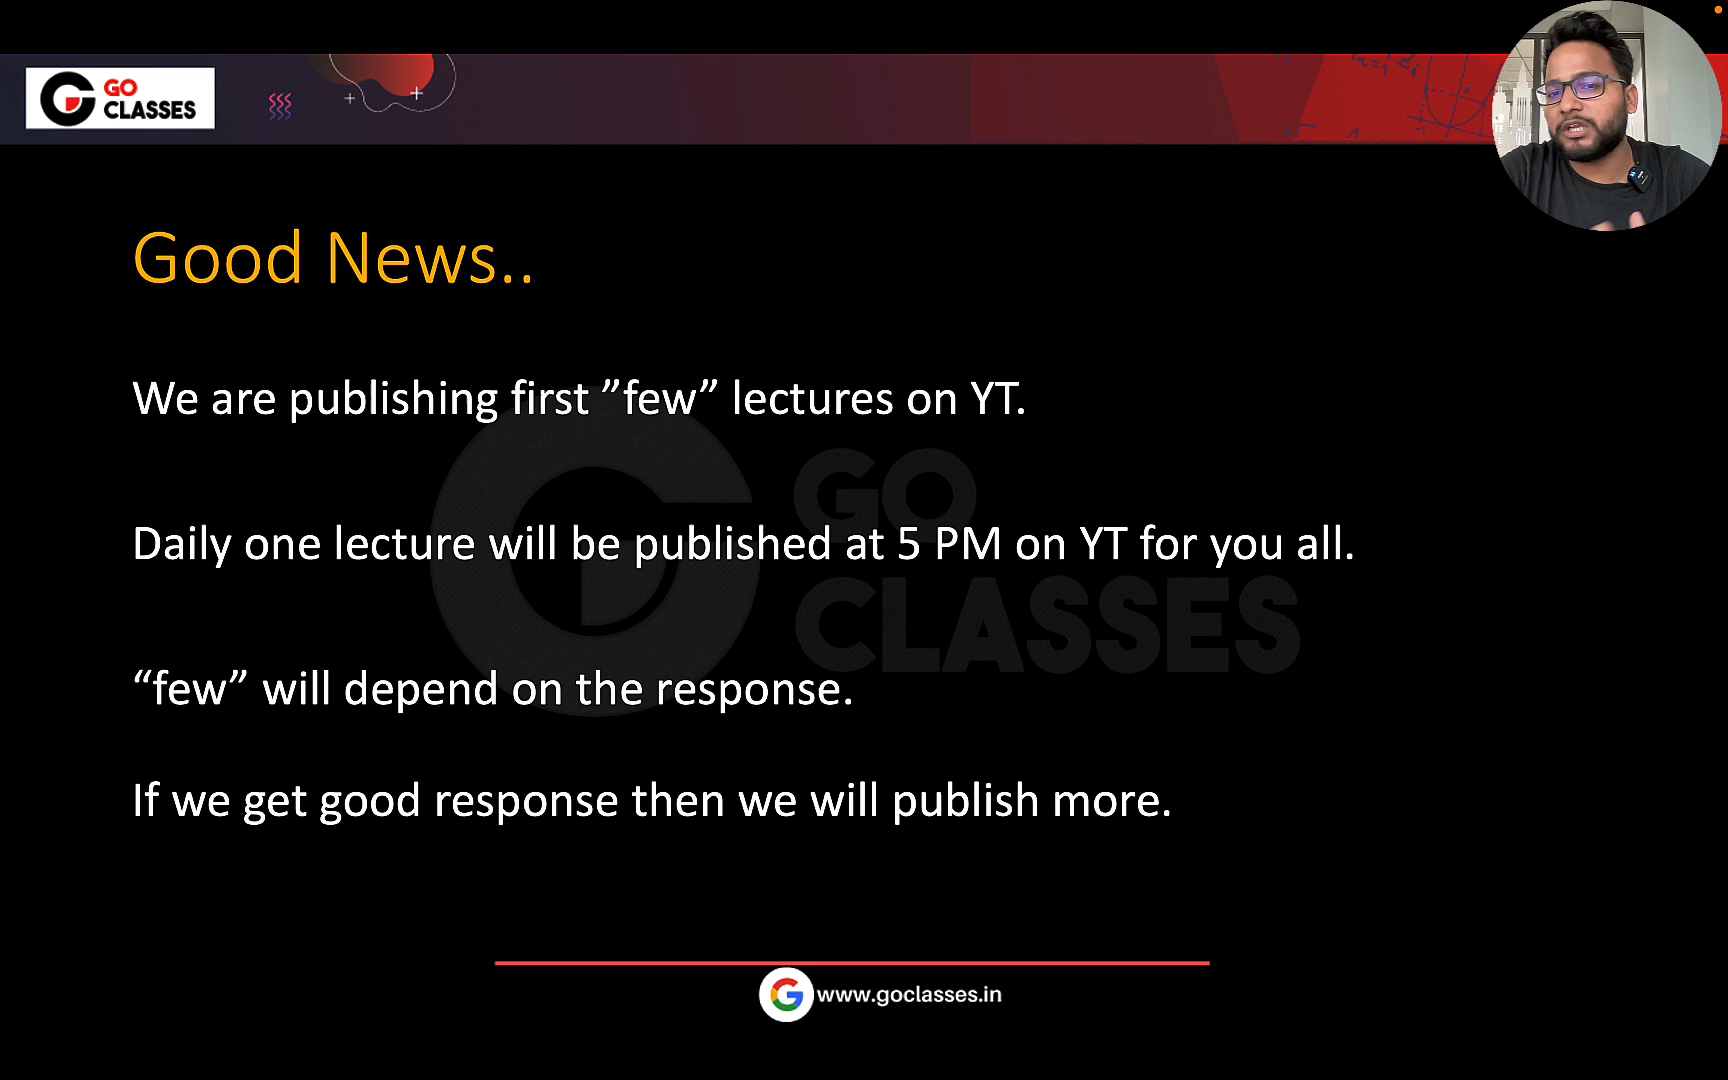 GO
CLASSES
Good News..
We are publishing first ”few” lectures on YT.
Daily one lecture will be published at 5 PM on YT for you all.
“few” will depend on the response.
If we get good response then we will publish more.
GO
CLASSES
www.goclasses.in